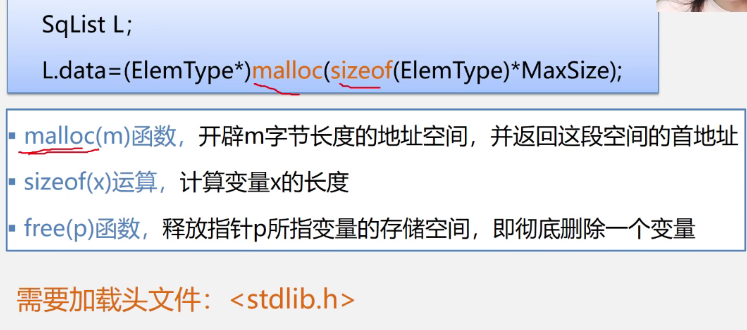 SqList L;
L.data=(ElemType*)malloc(sizeof(ElemType)*MaxSize);
▪ malloc(m)函数，开辟m字节长度的地址空间，并返回这段空间的首地址
▪ sizeof(x)运算，计算变量x的长度
▪ free(p)函数，释放指针p所指变量的存储空间，即彻底删除一个变量
需要加载头文件：<stdlib.h>